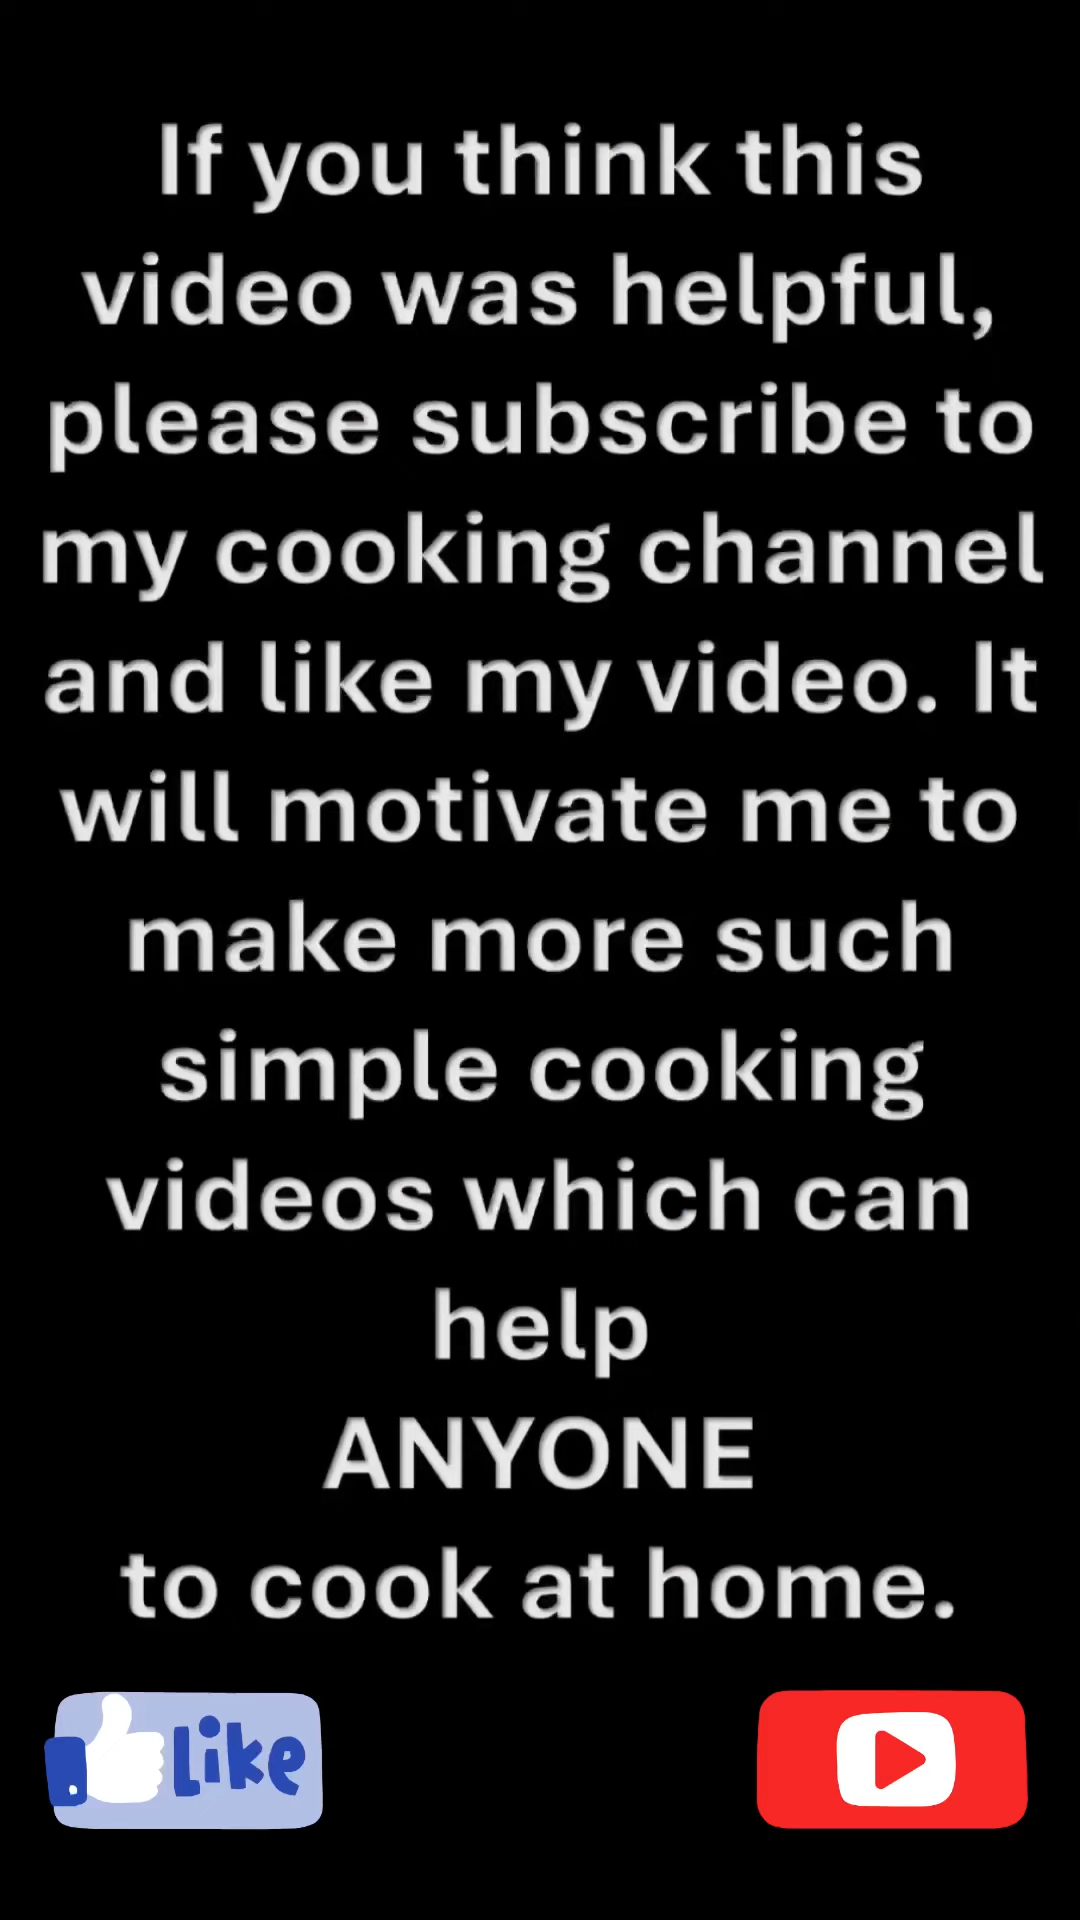 If you think this
video was helpful,
please subscribe to
my cooking channel
and like my video. It
will motivate me to
make more such
simple cooking
videos which can
help
ANYONE
to cook at home.
Like